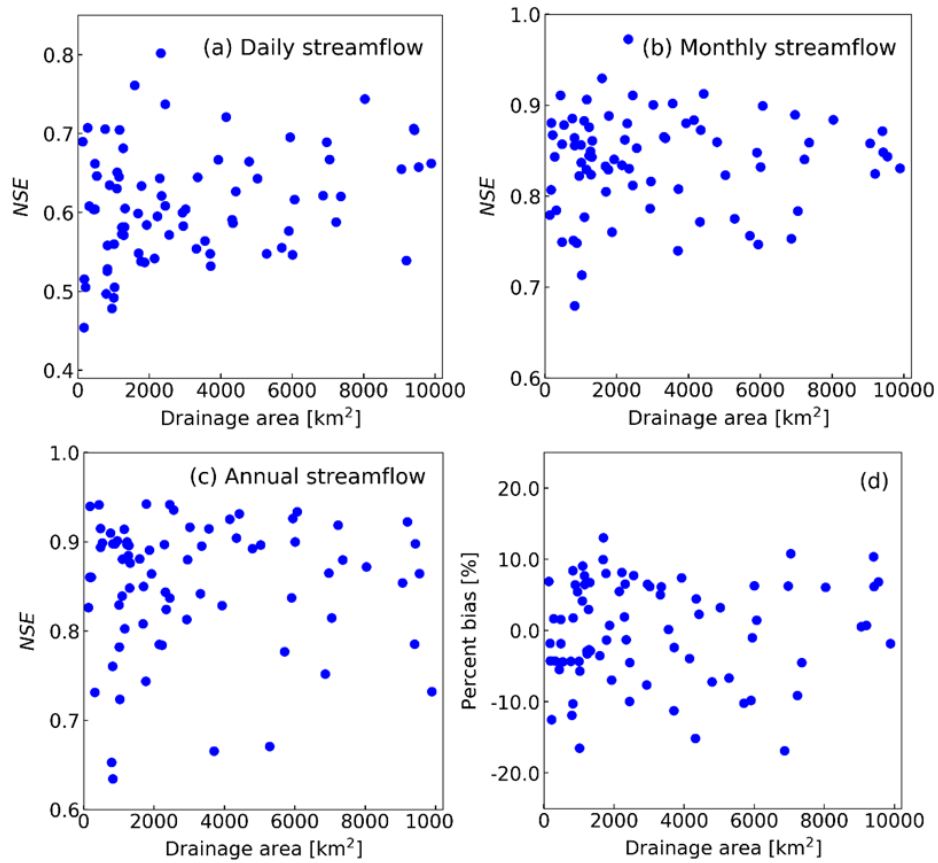 (a) Daily streamflow
NSE
0.8
0.7
0.6
0.5
0.4
0 2000 4000 6000 8000 10000
Drainage area [km²]
(b) Monthly streamflow
NSE
1.0
0.9
0.8
0.7
0.6
0 2000 4000 6000 8000 10000
Drainage area [km²]
(c) Annual streamflow
NSE
1.0
0.9
0.8
0.7
0.6
0 2000 4000 6000 8000 10000
Drainage area [km²]
(d)
Percent bias [%]
20.0
10.0
0.0
-10.0
-20.0
0 2000 4000 6000 8000 10000
Drainage area [km²]